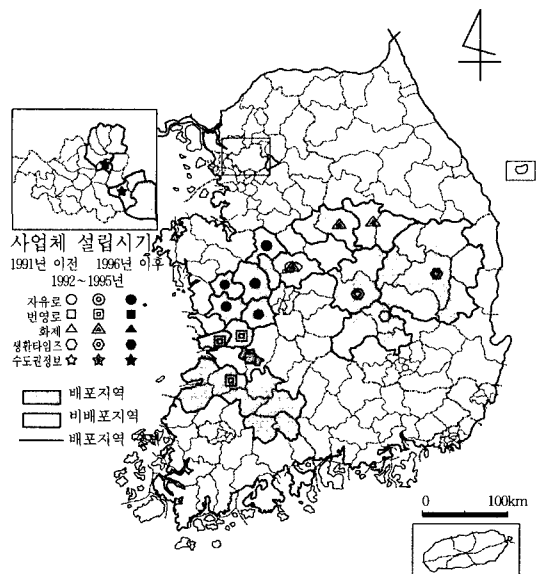 사업체 설립시기
1991년 이전 1996년 이후
1992~1995년
자유로
번영로
화제
생활타임즈
수도권정보
배포지역
비배포지역
배포지역
0 100km